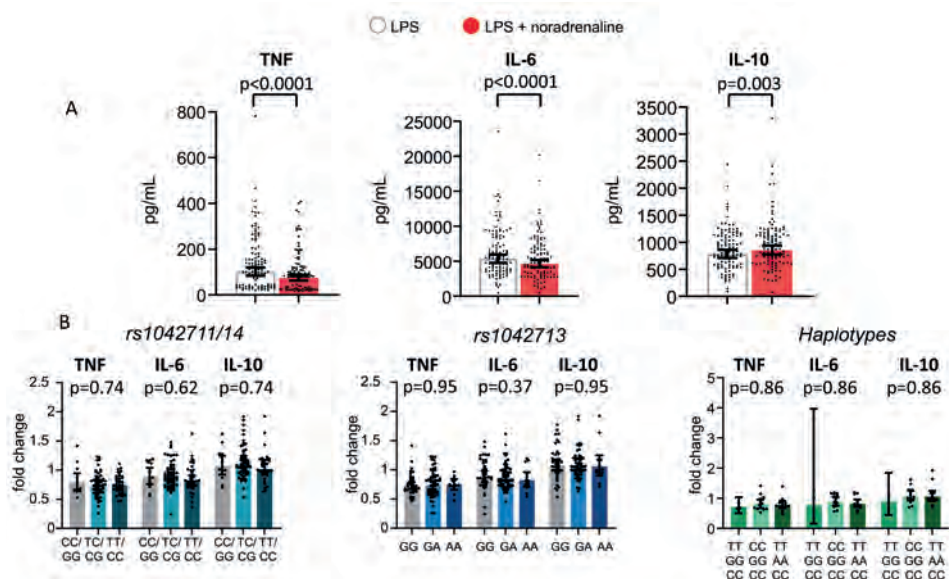 LPS LPS + noradrenaline
TNF IL-6 IL-10
p<0.0001 p<0.0001 p=0.003
A
pg/mL
800
600
400
200
0
pg/mL
25000
20000
15000
10000
5000
0
pg/mL
3500
3000
2500
2000
1500
1000
500
0
B
rs1042711/14
TNF IL-6 IL-10
p=0.74 p=0.62 p=0.74
fold change
2.5
2
1.5
1
0.5
0
CC/ TC/ TT/ CC/ TC/ TT/ CC/ TC/ TT/
GG CG CC GG CG CC GG CG CC
rs1042713
TNF IL-6 IL-10
p=0.95 p=0.37 p=0.95
fold change
2.5
2
1.5
1
0.5
0
GG GA AA GG GA AA GG GA AA
Haplotypes
TNF IL-6 IL-10
p=0.86 p=0.86 p=0.86
fold change
5
4
3
2
1
0
TT CC TT TT CC TT TT CC TT
GG GG AA GG GG AA GG GG AA
CC GG CC CC GG CC CC GG CC